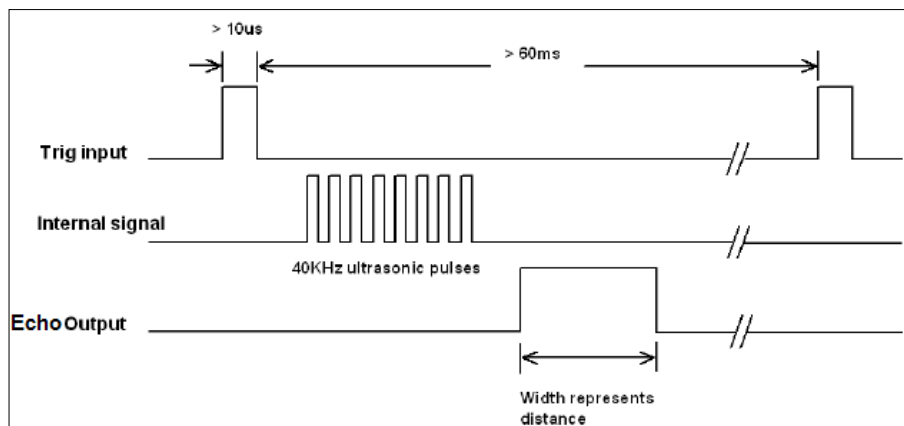 > 10us
> 60ms
Trig input
Internal signal
40KHz ultrasonic pulses
Echo Output
Width represents
distance